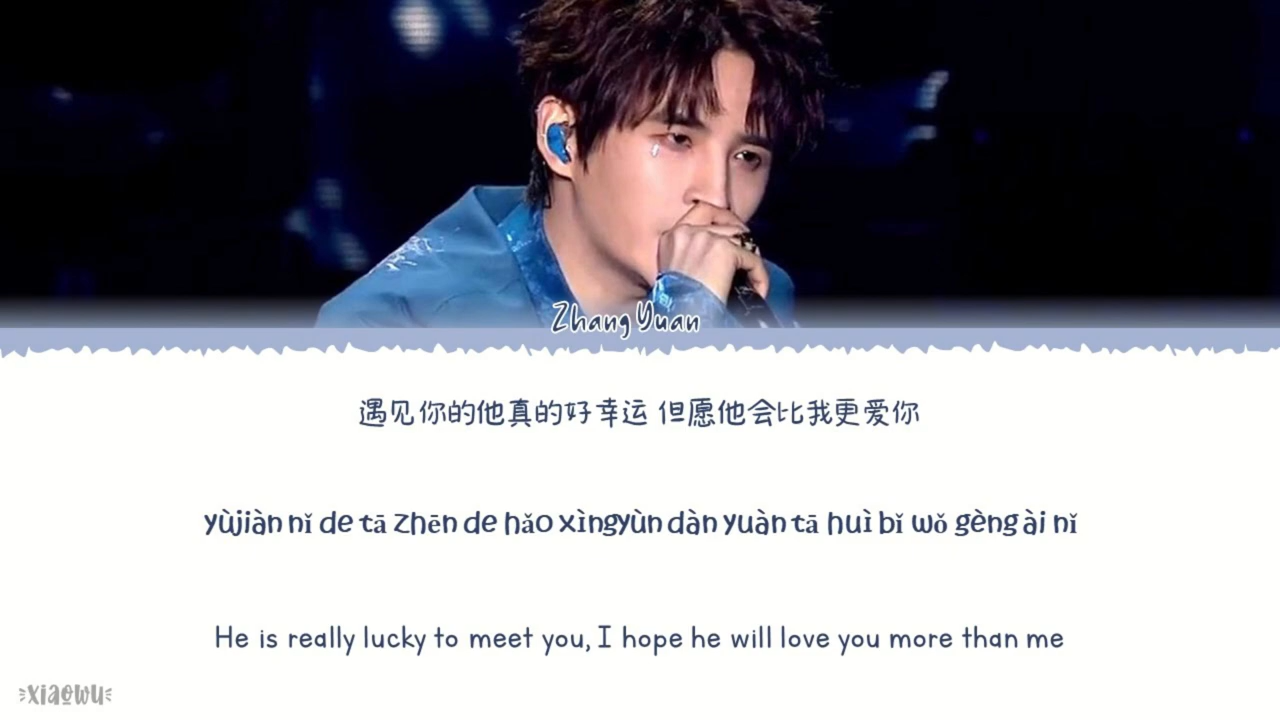 Zhang Yuan
遇见你的他真的好幸运 但愿他会比我更爱你
yùjiàn nǐ de tā zhēn de hǎo xìngyùn dàn yuàn tā huì bǐ wǒ gèng ài nǐ
He is really lucky to meet you, I hope he will love you more than me
xiaowu